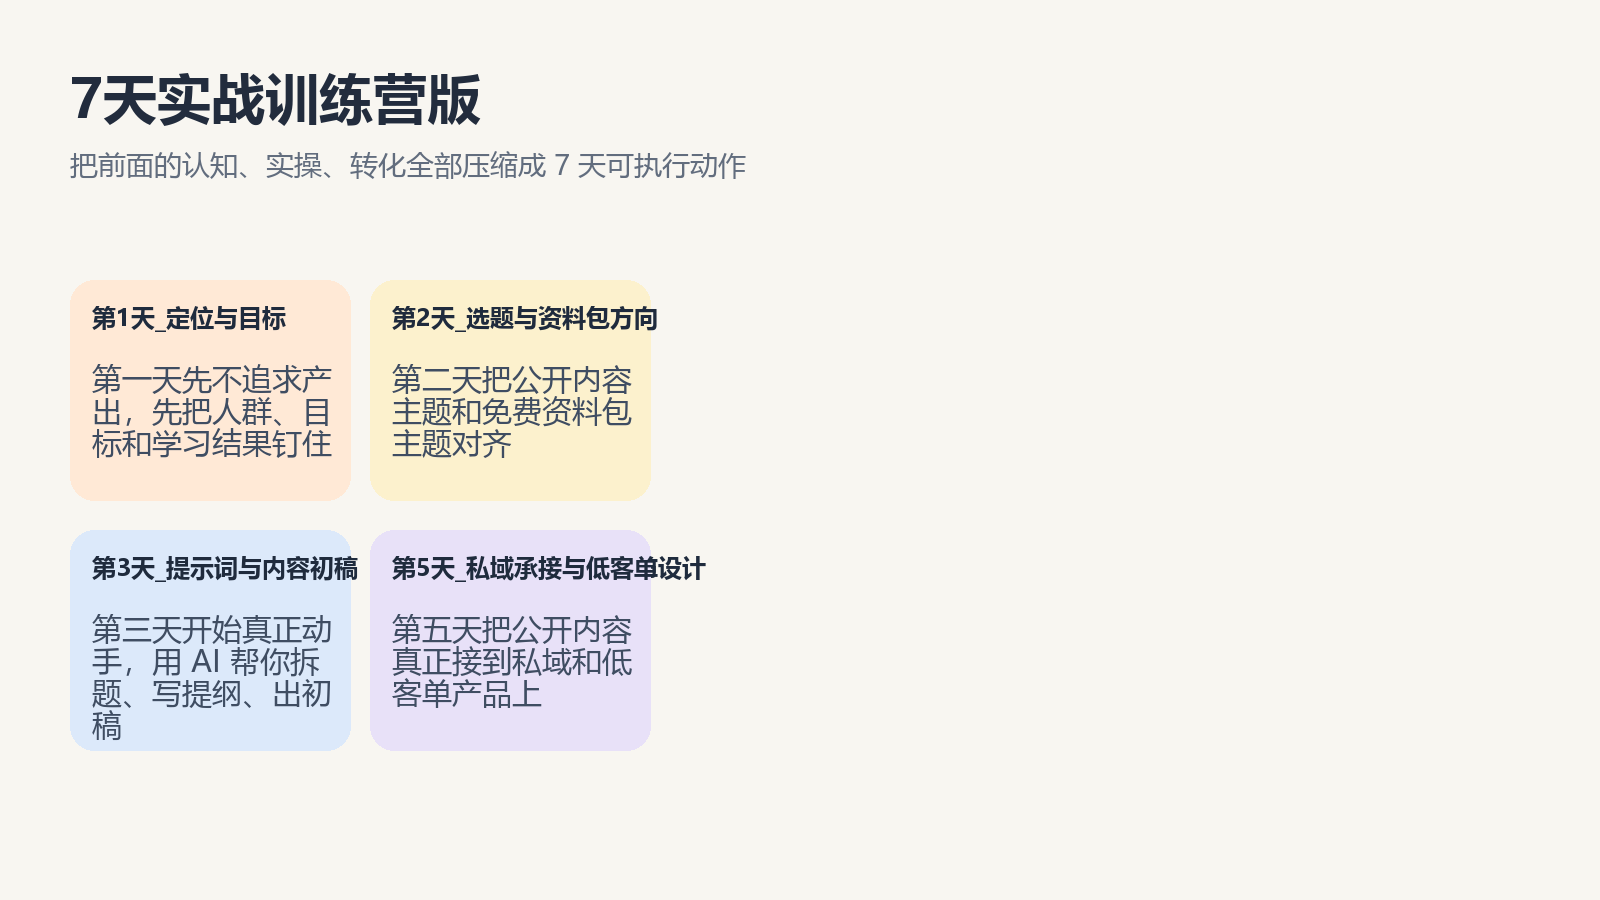 7天实战训练营版
把前面的认知、实操、转化全部压缩成 7 天可执行动作
第1天_定位与目标
第一天先不追求产
出，先把人群、目
标和学习结果钉住
第2天_选题与资料包方向
第二天把公开内容
主题和免费资料包
主题对齐
第3天_提示词与内容初稿
第三天开始真正动
手，用 AI 帮你拆
题、写提纲、出初
稿
第5天_私域承接与低客单设计
第五天把公开内容
真正接到私域和低
客单产品上